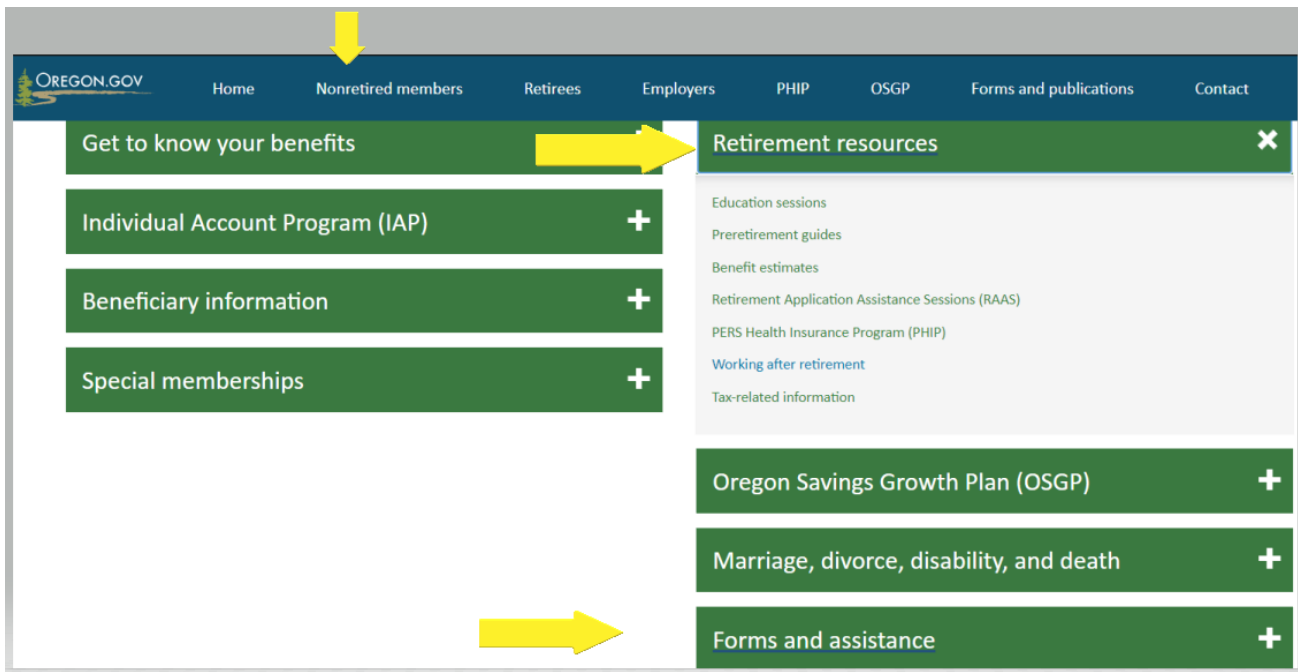 OREGON.GOV
Home
Nonretired members
Retirees
Employers
PHIP
OSGP
Forms and publications
Contact
Get to know your benefits
Individual Account Program (IAP)
Beneficiary information
Special memberships
Retirement resources
Education sessions
Preretirement guides
Benefit estimates
Retirement Application Assistance Sessions (RAAS)
PERS Health Insurance Program (PHIP)
Working after retirement
Tax-related information
Oregon Savings Growth Plan (OSGP)
Marriage, divorce, disability, and death
Forms and assistance